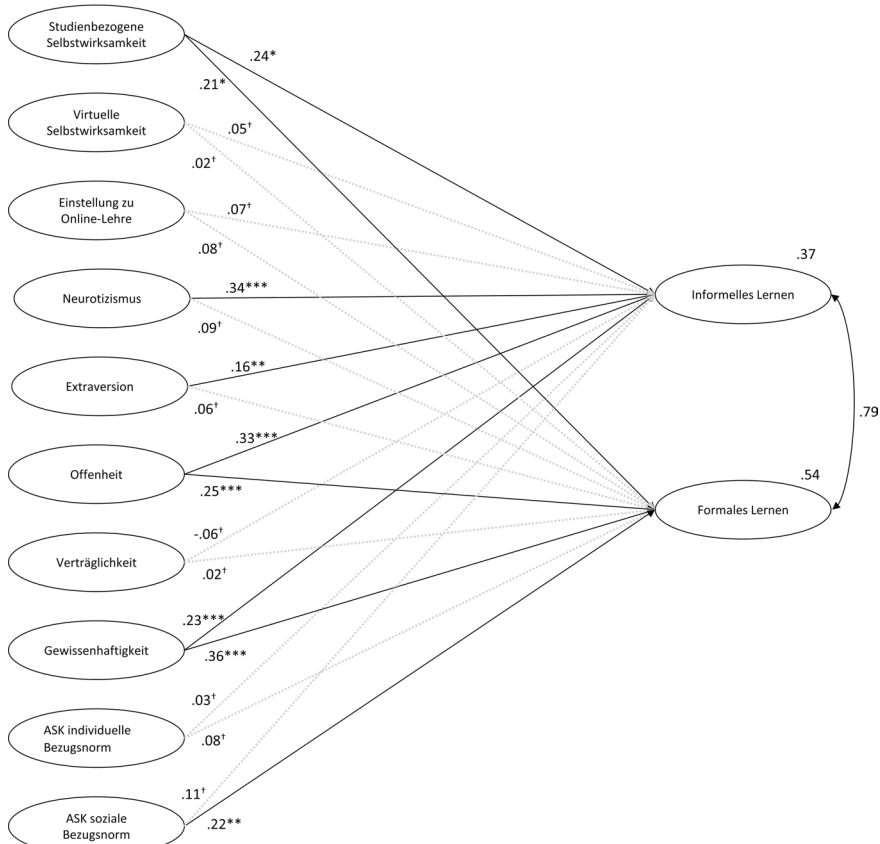 Studienbezogene
Selbstwirksamkeit
.24*
.21*
Virtuelle
Selbstwirksamkeit
.05†
.02†
Einstellung zu
Online-Lehre
.07†
.08†
.37
Neurotizismus
.34***
Informelles Lernen
.09†
Extraversion
.16**
.06†
.79
Offenheit
.33***
.25***
.54
Formales Lernen
Verträglichkeit
-.06†
.02†
Gewissenhaftigkeit
.23***
.36***
ASK individuelle
Bezugsnorm
.03†
.08†
ASK soziale
Bezugsnorm
.11†
.22**